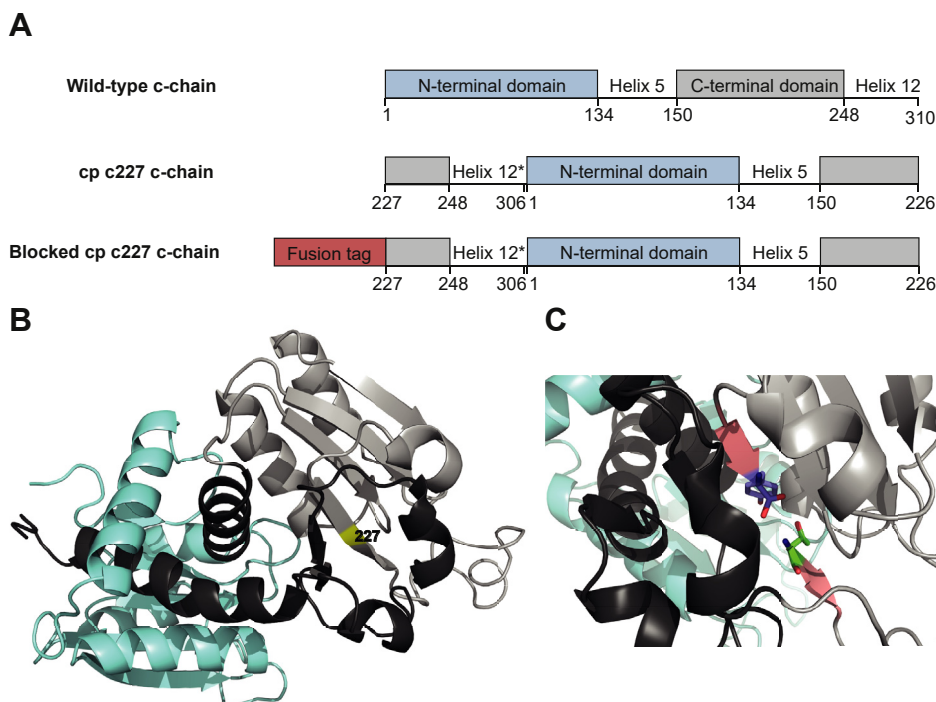 A
Wild-type c-chain
N-terminal domain Helix 5 C-terminal domain Helix 12
1 134 150 248 310
cp c227 c-chain
Helix 12* N-terminal domain Helix 5
227 248 306 1 134 150 226
Blocked cp c227 c-chain
Fusion tag Helix 12* N-terminal domain Helix 5
227 248 306 1 134 150 226
B
C
227